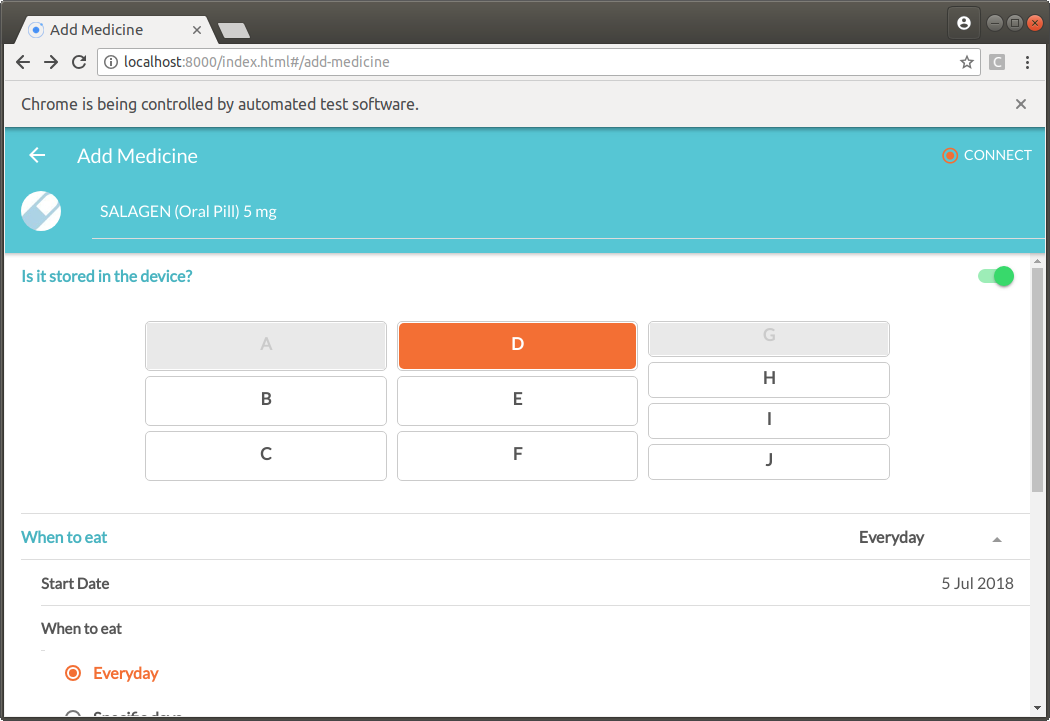 Add Medicine
localhost:8000/index.html#/add-medicine
C
Chrome is being controlled by automated test software.
Add Medicine
CONNECT
SALAGEN (Oral Pill) 5 mg
Is it stored in the device?
A
D
G
B
E
H
C
F
I
J
When to eat
Everyday
Start Date
5 Jul 2018
When to eat
Everyday
Specific days